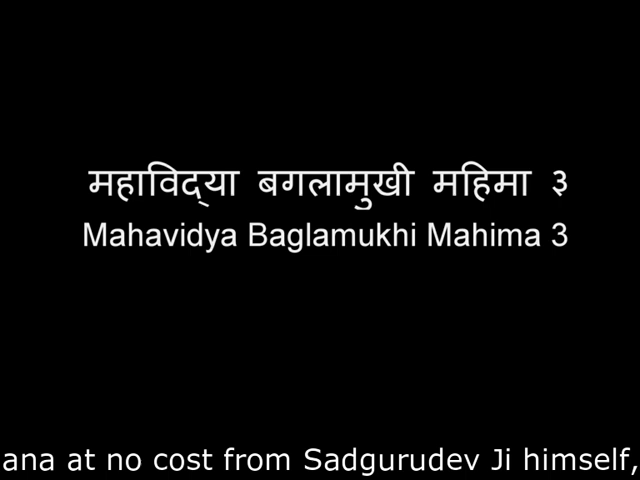 महाविद्‌या बगलामुखी महिमा ३
Mahavidya Baglamukhi Mahima 3
ana at no cost from Sadgurudev Ji himself,